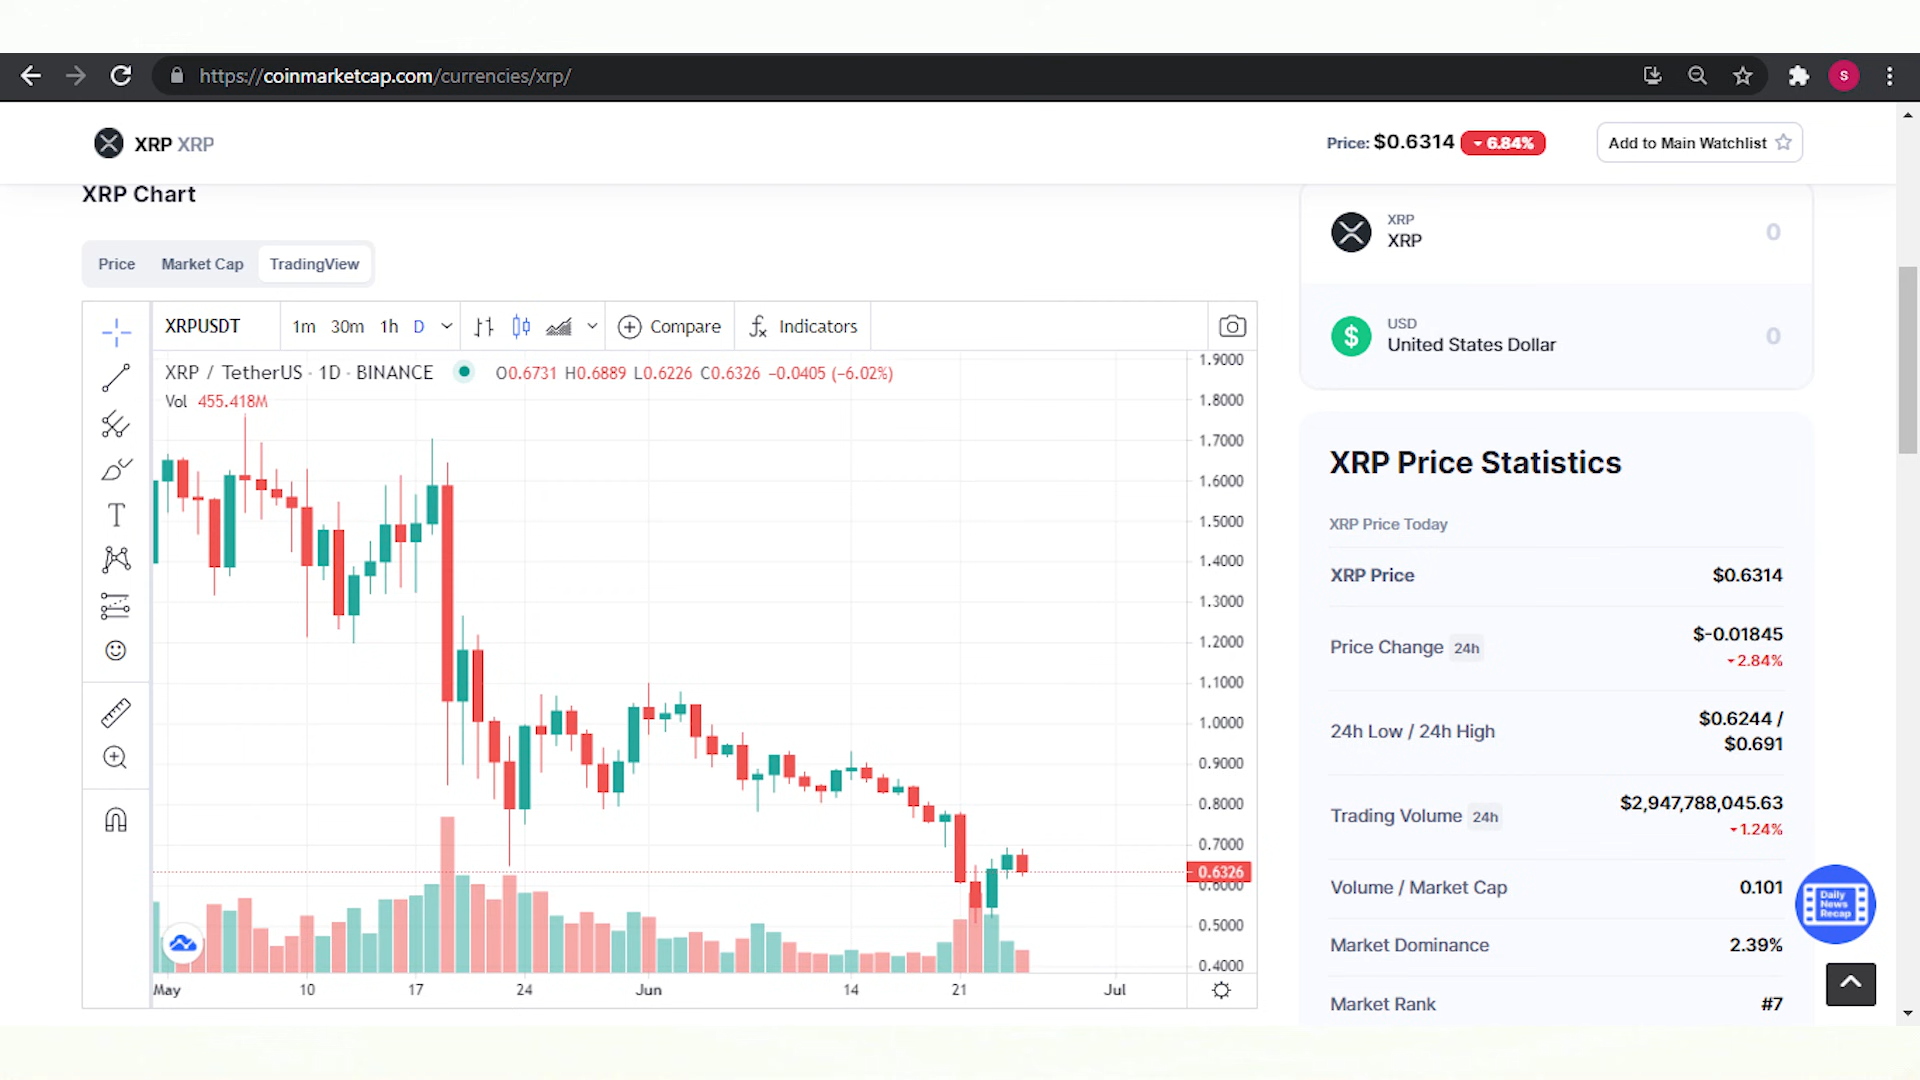 https://coinmarketcap.com/currencies/xrp/
S
XRP XRP
Price: $0.6314 6.84%
Add to Main Watchlist
XRP Chart
Price Market Cap TradingView
XRPUSDT 1m 30m 1h D Compare Indicators
XRP / TetherUS · 1D · BINANCE O0.6731 H0.6889 L0.6226 C0.6326 −0.0405 (−6.02%)
Vol 455.418M
T
1.9000
1.8000
1.7000
1.6000
1.5000
1.4000
1.3000
1.2000
1.1000
1.0000
0.9000
0.8000
0.7000
0.6326
0.6000
0.5000
0.4000
May 10 17 24 Jun 14 21 Jul
XRP
XRP
0
$
USD
United States Dollar
0
XRP Price Statistics
XRP Price Today
XRP Price $0.6314
Price Change 24h $-0.01845
2.84%
24h Low / 24h High $0.6244 /
$0.691
Trading Volume 24h $2,947,788,045.63
1.24%
Volume / Market Cap 0.101
Market Dominance 2.39%
Market Rank #7
Daily
News
Recap